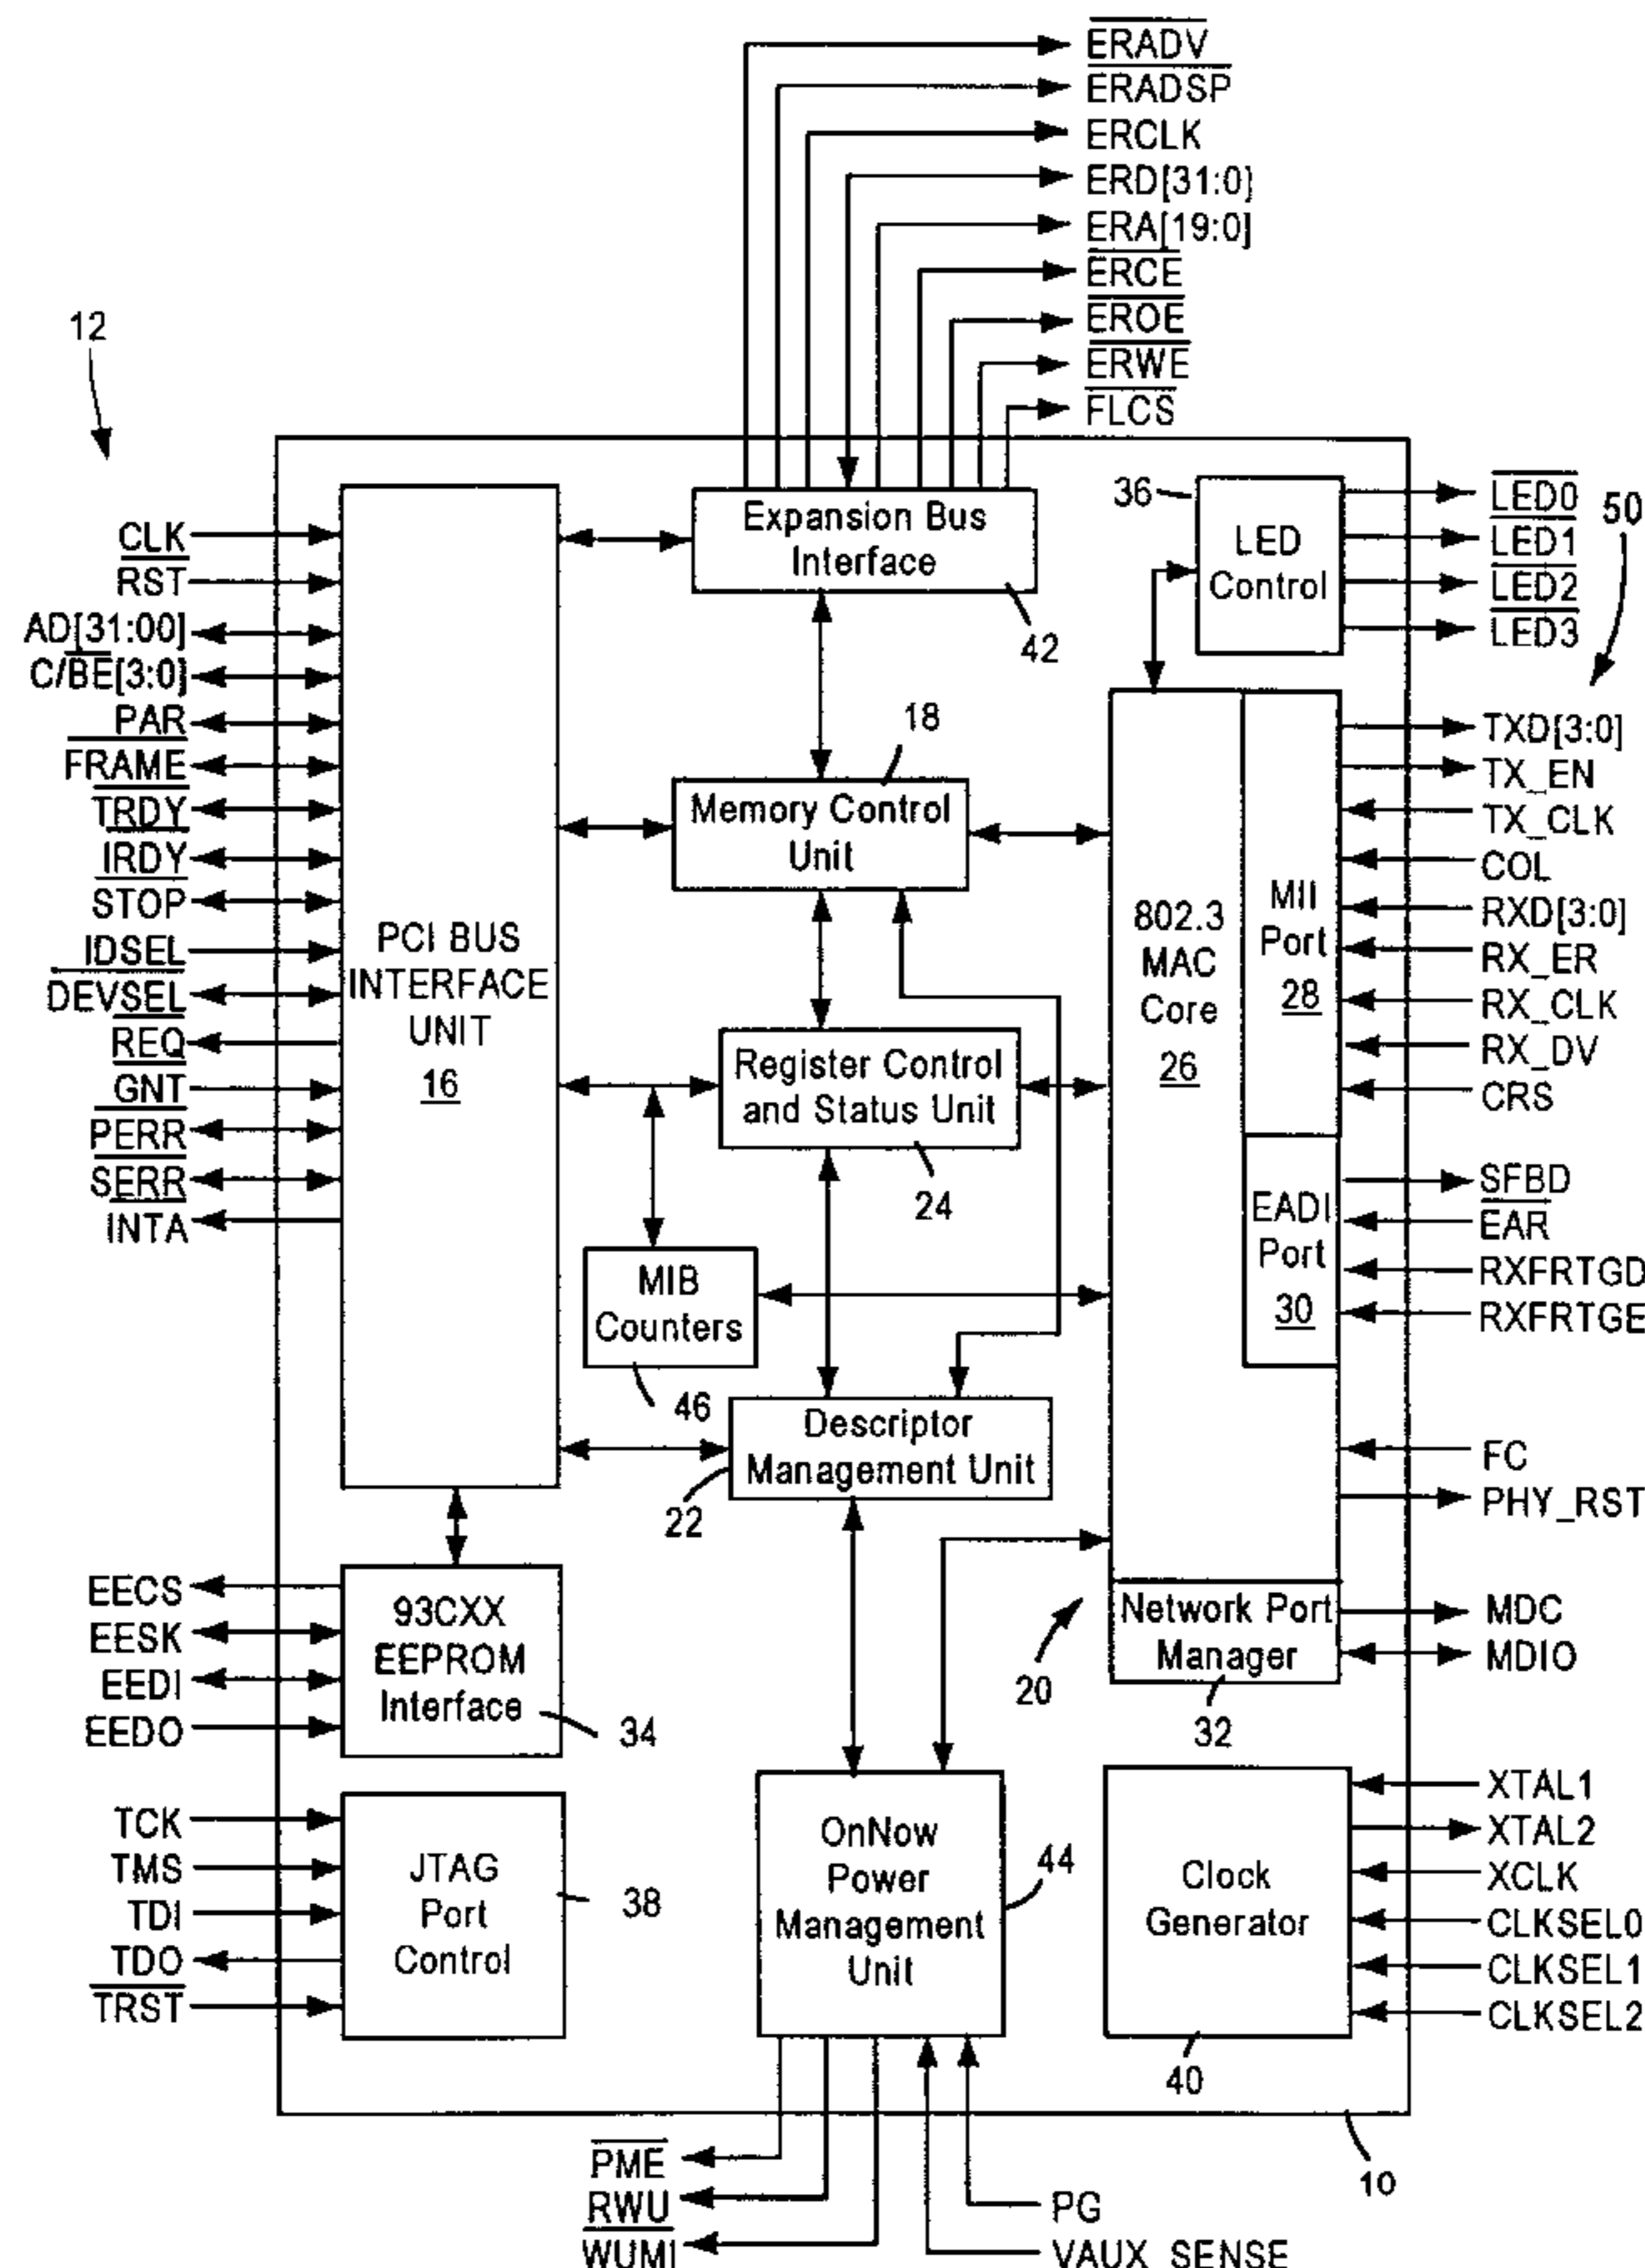 ERADV
ERADSP
ERCLK
ERD[31:0]
ERA[19:0]
ERCE
EROE
ERWE
FLCS
12
CLK
RST
AD[31:00]
C/BE[3:0]
PAR
FRAME
TRDY
IRDY
STOP
IDSEL
DEVSEL
REQ
GNT
PERR
SERR
INTA
PCI BUS
INTERFACE
UNIT
16
Expansion Bus
Interface
42
36
LED
Control
LED0
LED1
LED2
LED3
50
18
Memory Control
Unit
802.3
MAC
Core
26
MII
Port
28
TXD[3:0]
TX_EN
TX_CLK
COL
RXD[3:0]
RX_ER
RX_CLK
RX_DV
CRS
Register Control
and Status Unit
24
EADI
Port
30
SFBD
EAR
RXFRTGD
RXFRTGE
MIB
Counters
46
Descriptor
Management Unit
22
FC
PHY_RST
EECS
EESK
EEDI
EEDO
93CXX
EEPROM
Interface
34
20
Network Port
Manager
32
MDC
MDIO
TCK
TMS
TDI
TDO
TRST
JTAG
Port
Control
38
OnNow
Power
Management
Unit
44
Clock
Generator
40
XTAL1
XTAL2
XCLK
CLKSEL0
CLKSEL1
CLKSEL2
10
PME
RWU
WUMI
PG
VAUX_SENSE